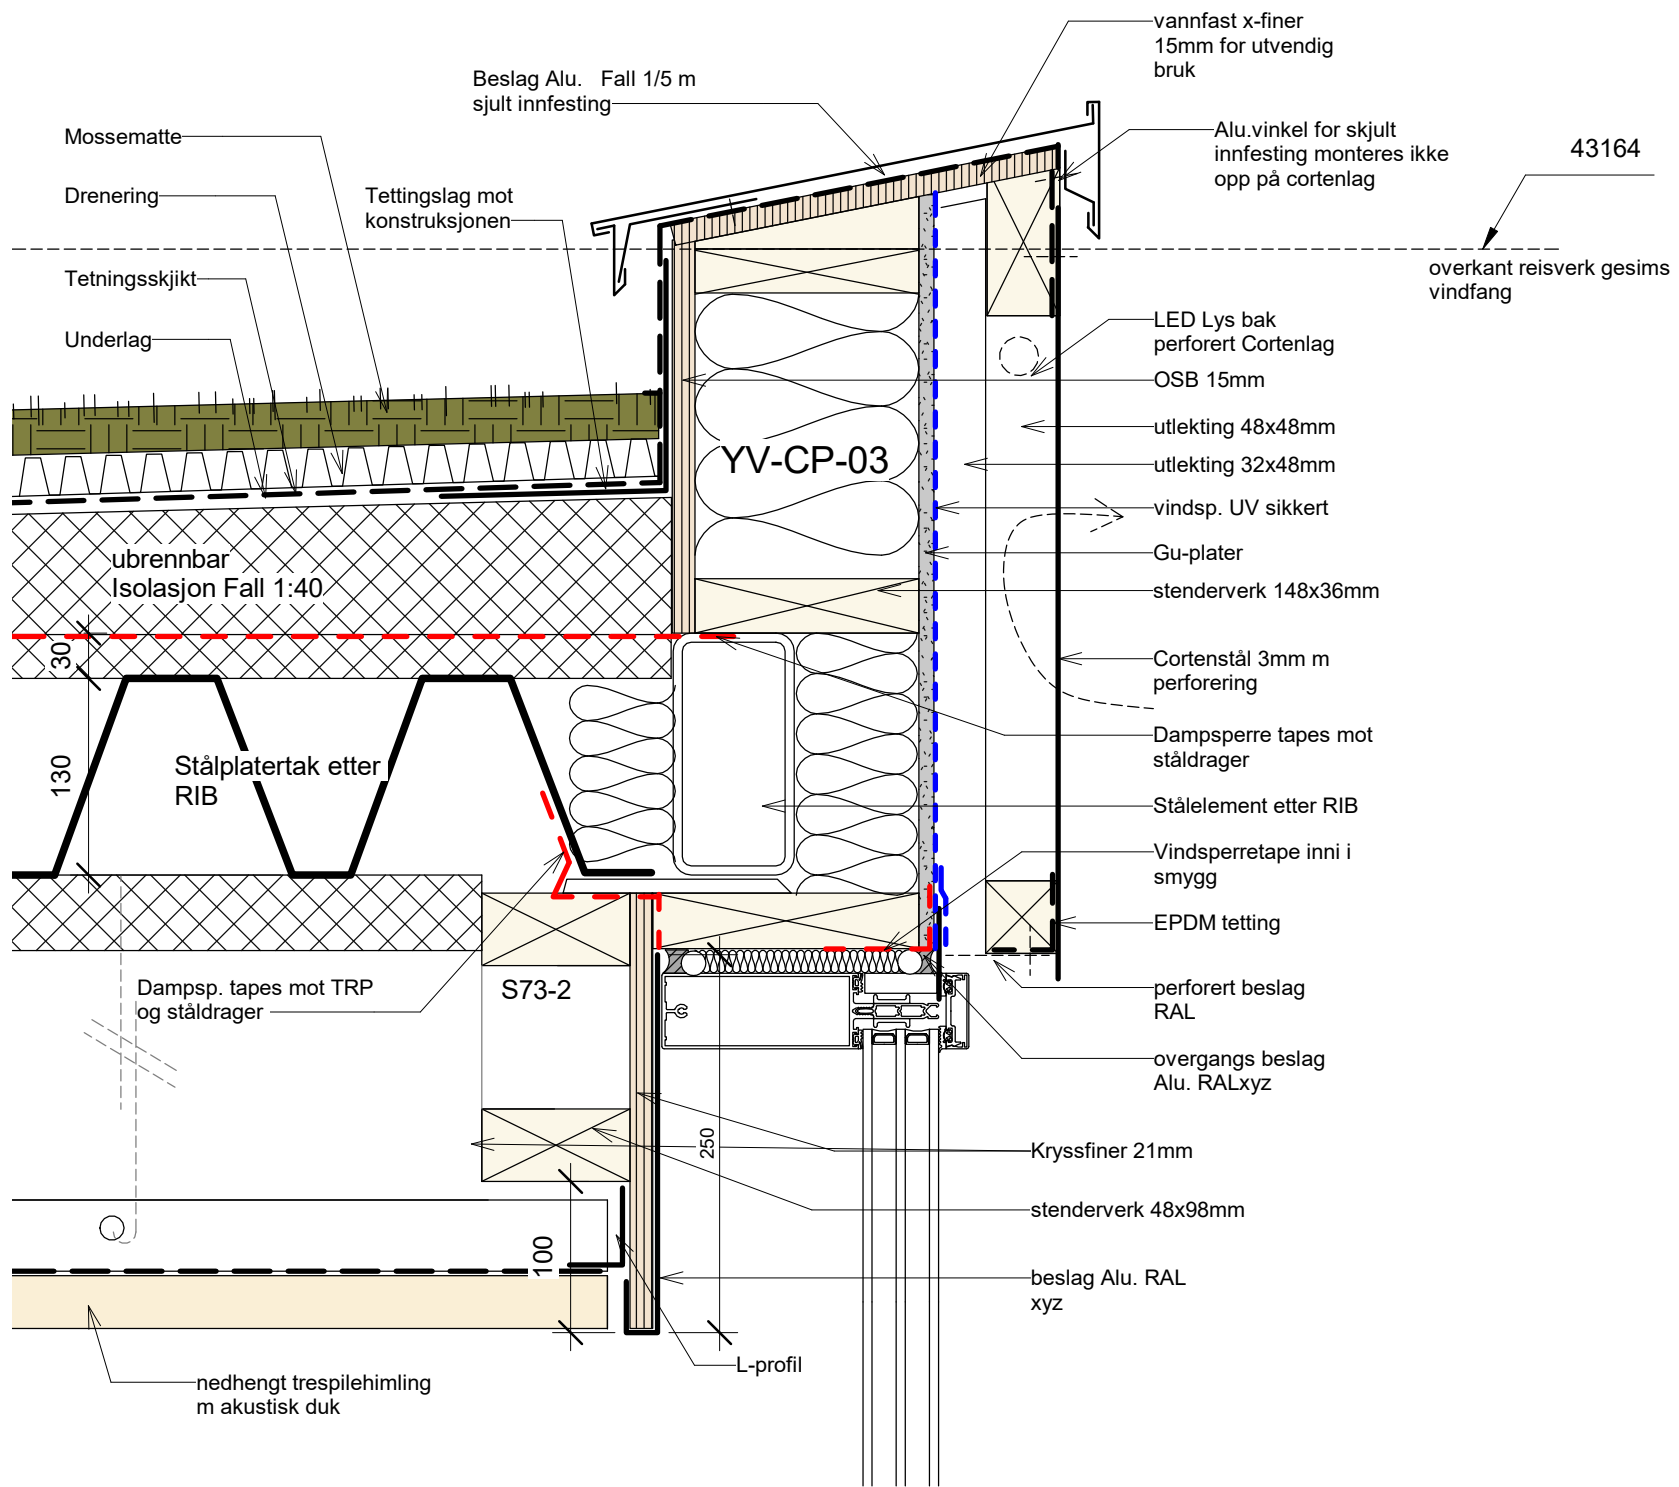 vannfast x-finer
15mm for utvendig
bruk
Beslag Alu.   Fall 1/5 m
sjult innfesting
Mossematte
Alu.vinkel for skjult
innfesting monteres ikke
opp på cortenlag
43164
Drenering
Tettingslag mot
konstruksjonen
Tetningsskjikt
overkant reisverk gesims
vindfang
Underlag
LED Lys bak
perforert Cortenlag
OSB 15mm
utlekting 48x48mm
YV-CP-03
utlekting 32x48mm
vindsp. UV sikkert
Gu-plater
ubrennbar
Isolasjon Fall 1:40
stenderverk 148x36mm
30
Cortenstål 3mm m
perforering
Dampsperre tapes mot
ståldrager
130
Stålplatertak etter
RIB
Stålelement etter RIB
Vindsperretape inni i
smygg
EPDM tetting
Dampsp. tapes mot TRP
og ståldrager
S73-2
perforert beslag
RAL
overgangs beslag
Alu. RALxyz
250
Kryssfiner 21mm
stenderverk 48x98mm
100
beslag Alu. RAL
xyz
L-profil
nedhengt trespilehimling
m akustisk duk